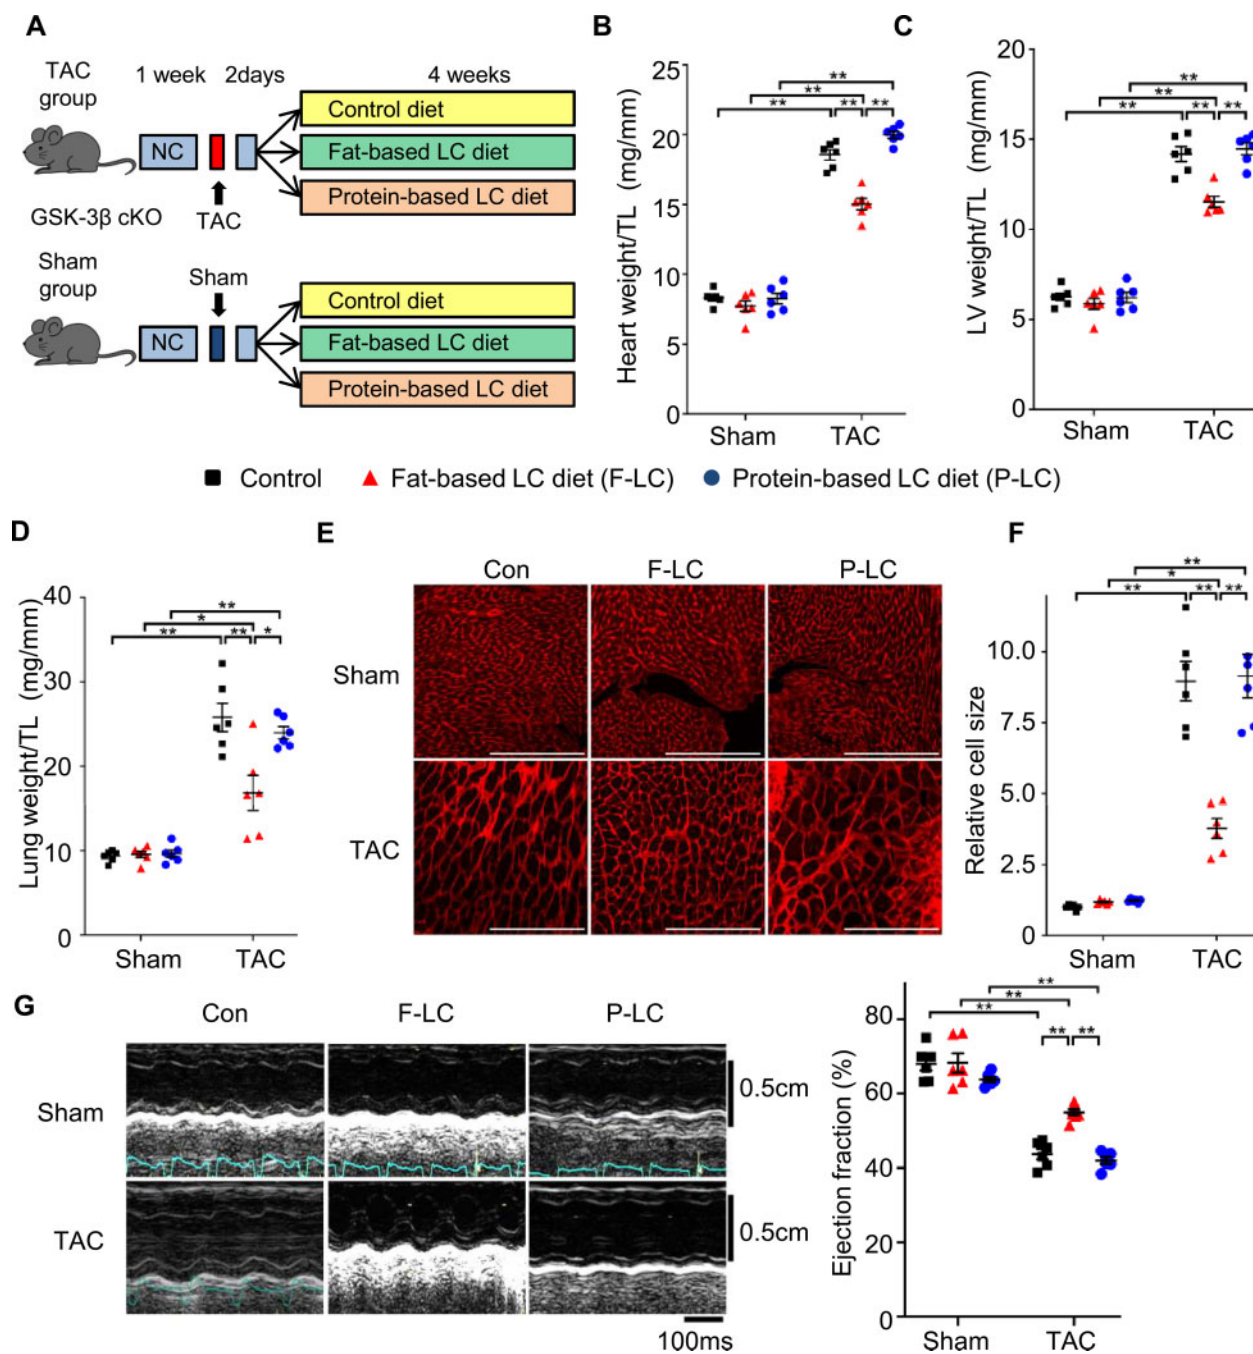 A
TAC group
1 week
2days
4 weeks
NC
Control diet
Fat-based LC diet
Protein-based LC diet
GSK-3β cKO
TAC
Sham group
Sham
NC
Control diet
Fat-based LC diet
Protein-based LC diet
B
Heart weight/TL (mg/mm)
25
20
15
10
5
0
**
**
**
** **
Sham TAC
C
LV weight/TL (mg/mm)
20
15
10
5
0
**
**
**
** **
Sham TAC
Control Fat-based LC diet (F-LC) Protein-based LC diet (P-LC)
D
Lung weight/TL (mg/mm)
40
30
20
10
0
**
*
**
** *
Sham TAC
E
Con F-LC P-LC
Sham
TAC
F
Relative cell size
10.0
7.5
5.0
2.5
0
**
*
**
** **
Sham TAC
G
Con F-LC P-LC
Sham
0.5cm
TAC
0.5cm
100ms
Ejection fraction (%)
80
60
40
20
0
**
**
**
** **
Sham TAC